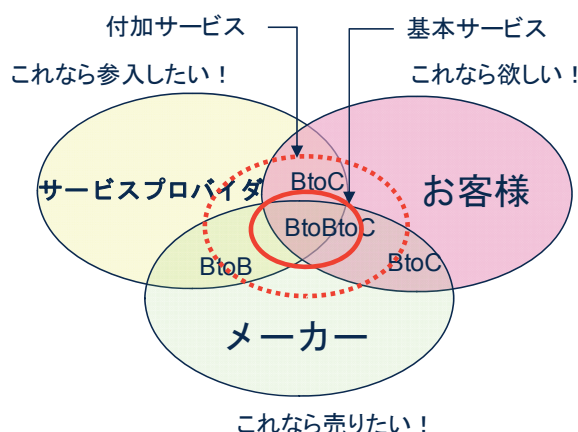 付加サービス
基本サービス
これなら参入したい！
これなら欲しい！
サービスプロバイダ
BtoC
お客様
BtoBtoC
BtoB
BtoC
メーカー
これなら売りたい！